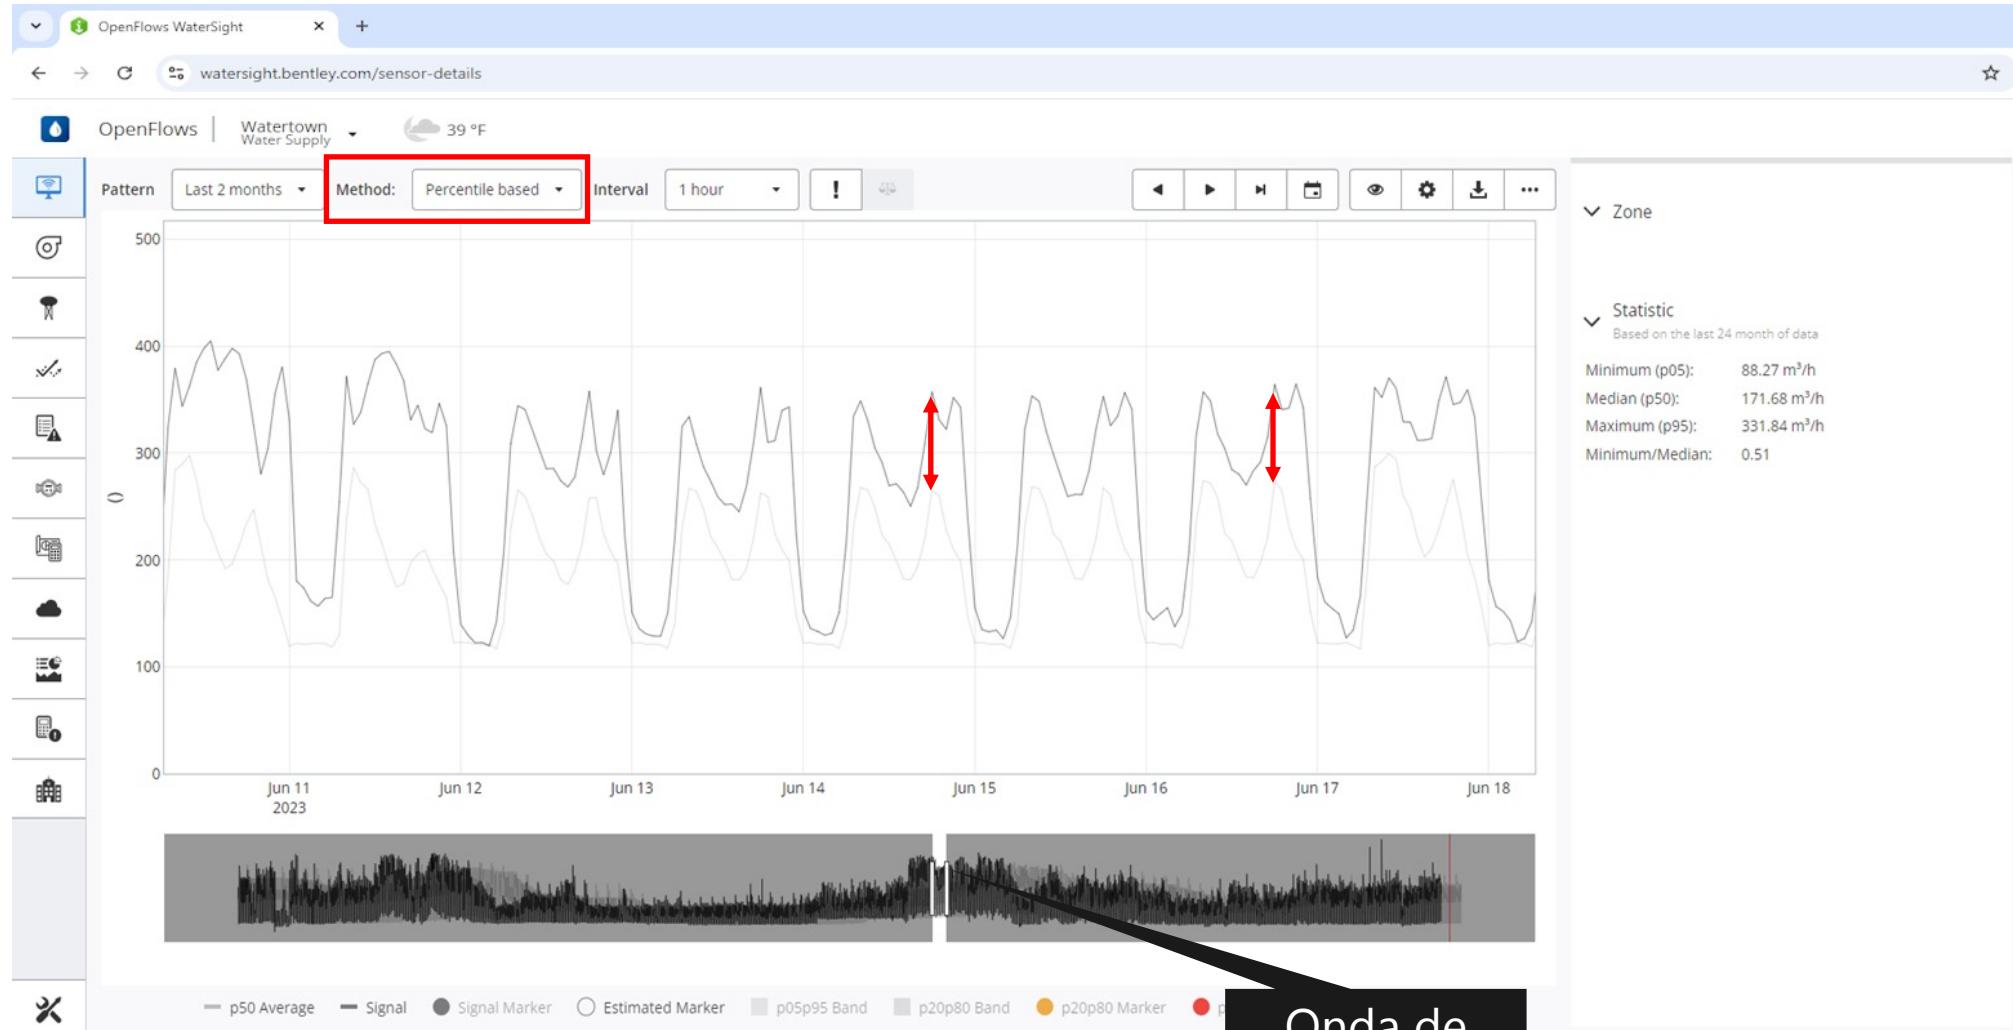 OpenFlows WaterSight
watersight.bentley.com/sensor-details
OpenFlows
Watertown
Water Supply
39 °F
Pattern Last 2 months Method: Percentile based Interval 1 hour
Zone
Statistic
Based on the last 24 month of data
Minimum (p05): 88.27 m³/h
Median (p50): 171.68 m³/h
Maximum (p95): 331.84 m³/h
Minimum/Median: 0.51
500
400
300
200
100
0
()
Jun 11 Jun 12 Jun 13 Jun 14 Jun 15 Jun 16 Jun 17 Jun 18
2023
p50 Average Signal Signal Marker Estimated Marker p05p95 Band p20p80 Band p20p80 Marker p
Onda de